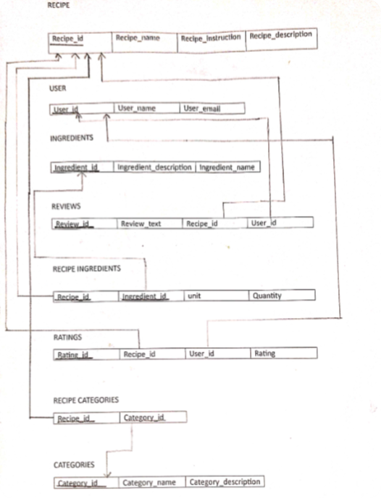 RECIPE
Recipe_id Recipe_name Recipe_Instruction Recipe_description
USER
User_id User_name User_email
INGREDIENTS
Ingredient_id Ingredient_description Ingredient_name
REVIEWS
Review_id Review_text Recipe_id User_id
RECIPE INGREDIENTS
Recipe_id Ingredient_id unit Quantity
RATINGS
Rating_id Recipe_id User_id Rating
RECIPE CATEGORIES
Recipe_id Category_id
CATEGORIES
Category_id Category_name Category_description